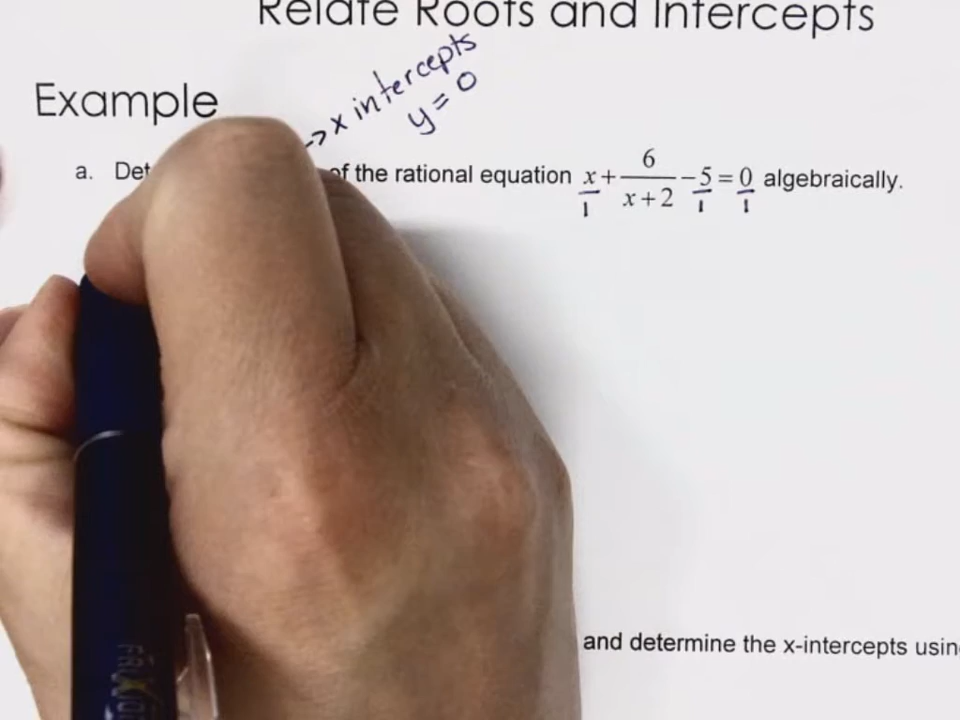 Relate Roots and Intercepts
Example
→ x intercepts
y = 0
a. Det of the rational equation x/1 + 6/(x+2) − 5/1 = 0/1 algebraically.
and determine the x-intercepts usin
FRIXION